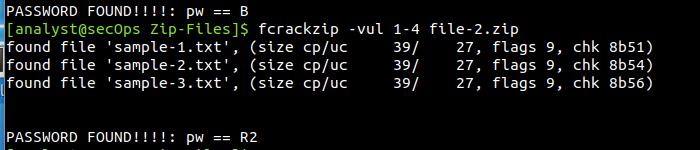 PASSWORD FOUND!!!!: pw == B
[analyst@secOps Zip-Files]$ fcrackzip -vul 1-4 file-2.zip
found file 'sample-1.txt', (size cp/uc     39/    27, flags 9, chk 8b51)
found file 'sample-2.txt', (size cp/uc     39/    27, flags 9, chk 8b54)
found file 'sample-3.txt', (size cp/uc     39/    27, flags 9, chk 8b56)
PASSWORD FOUND!!!!: pw == R2